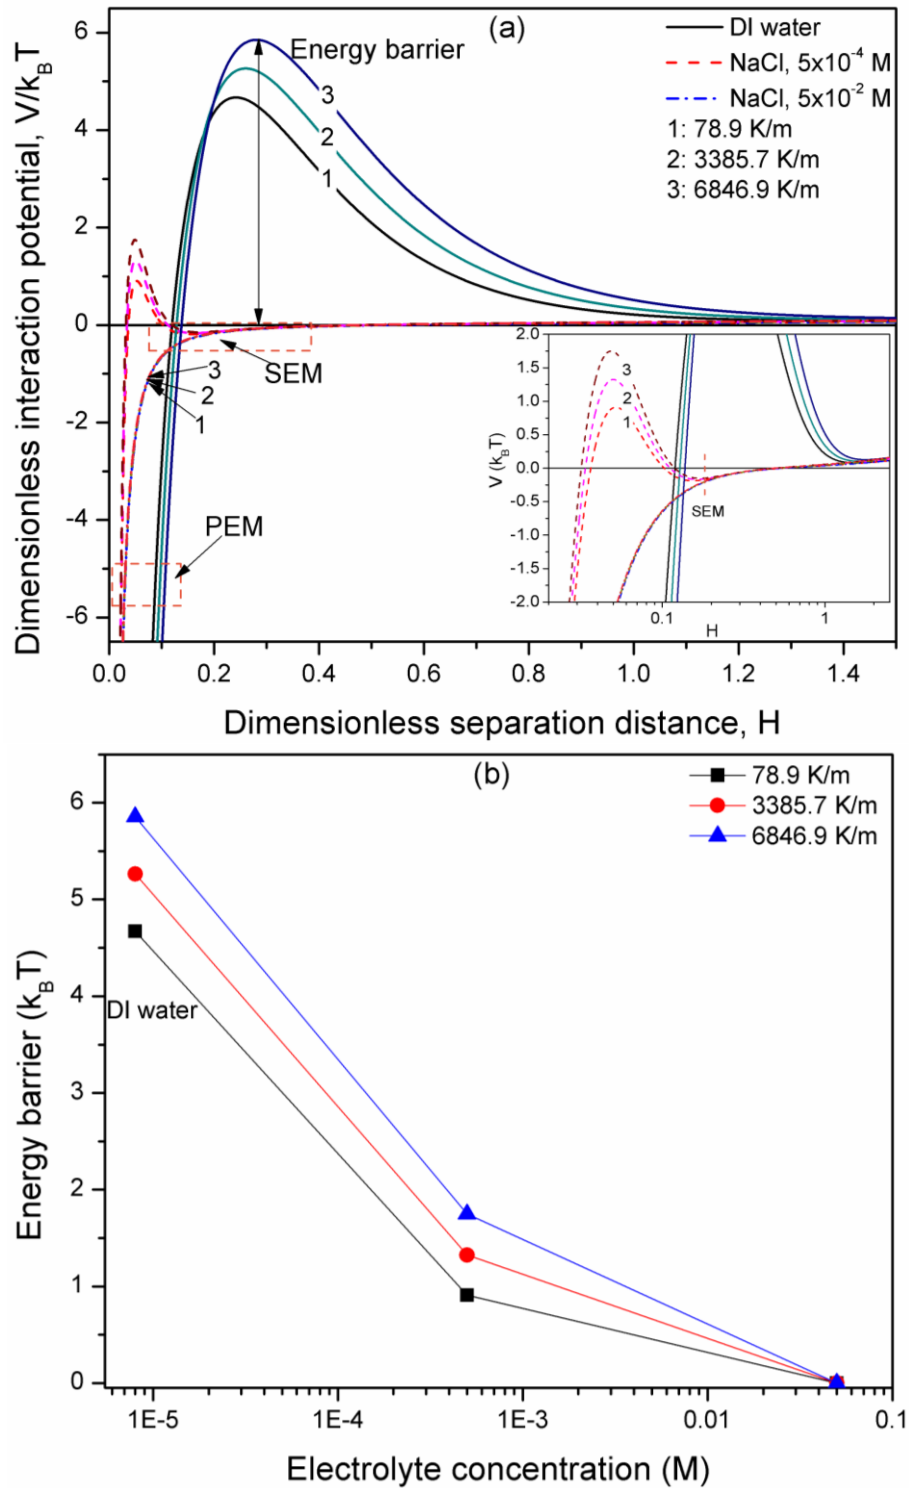 (a)
Energy barrier
DI water
NaCl, 5x10⁻⁴ M
NaCl, 5x10⁻² M
1: 78.9 K/m
2: 3385.7 K/m
3: 6846.9 K/m
3
2
1
6
4
2
0
-2
-4
-6
Dimensionless interaction potential, V/k_BT
SEM
3
2
1
PEM
2.0
1.5
1.0
0.5
0.0
-0.5
-1.0
-1.5
-2.0
V (k_BT)
3
2
1
SEM
0.1
1
H
0.0
0.2
0.4
0.6
0.8
1.0
1.2
1.4
Dimensionless separation distance, H
(b)
78.9 K/m
3385.7 K/m
6846.9 K/m
6
5
4
3
2
1
0
Energy barrier (k_BT)
DI water
1E-5
1E-4
1E-3
0.01
0.1
Electrolyte concentration (M)